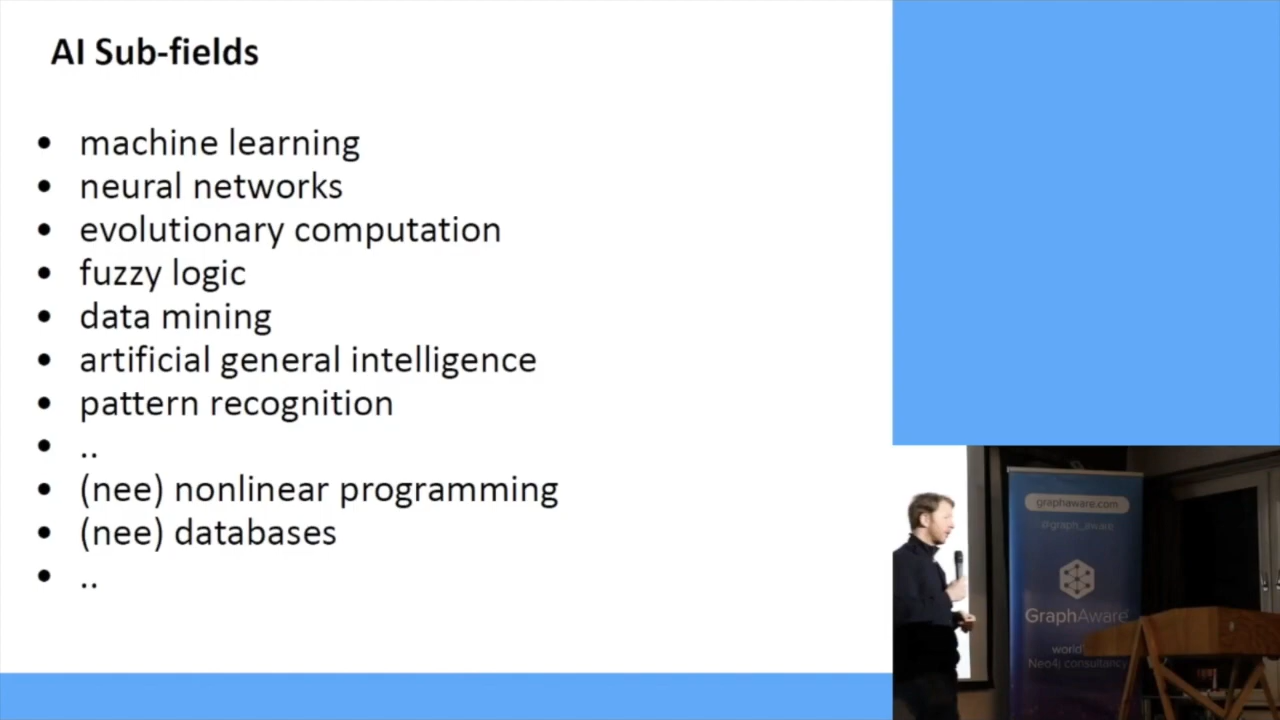 AI Sub-fields
• machine learning
• neural networks
• evolutionary computation
• fuzzy logic
• data mining
• artificial general intelligence
• pattern recognition
• ..
• (nee) nonlinear programming
• (nee) databases
• ..
graphaware.com
@graph_aware
GraphAware
world
Neo4j consultancy